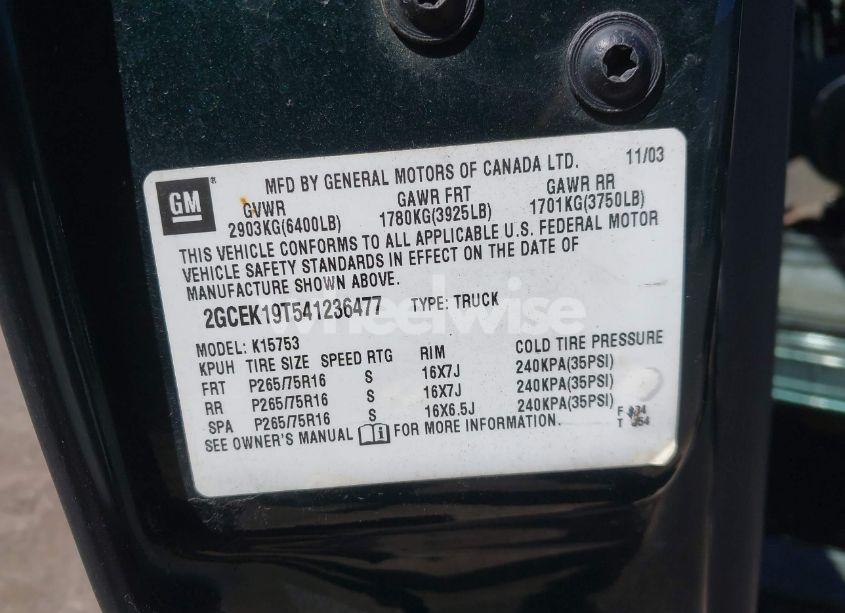 GM
MFD BY GENERAL MOTORS OF CANADA LTD. 11/03
GVWR GAWR FRT GAWR RR
2903KG(6400LB) 1780KG(3925LB) 1701KG(3750LB)
THIS VEHICLE CONFORMS TO ALL APPLICABLE U.S. FEDERAL MOTOR
VEHICLE SAFETY STANDARDS IN EFFECT ON THE DATE OF
MANUFACTURE SHOWN ABOVE.
2GCEK19T541236477 TYPE: TRUCK
wheelwise
MODEL: K15753
KPUH TIRE SIZE SPEED RTG RIM COLD TIRE PRESSURE
FRT P265/75R16 S 16X7J 240KPA(35PSI)
RR P265/75R16 S 16X7J 240KPA(35PSI)
SPA P265/75R16 S 16X6.5J 240KPA(35PSI)
SEE OWNER'S MANUAL FOR MORE INFORMATION.
F
T